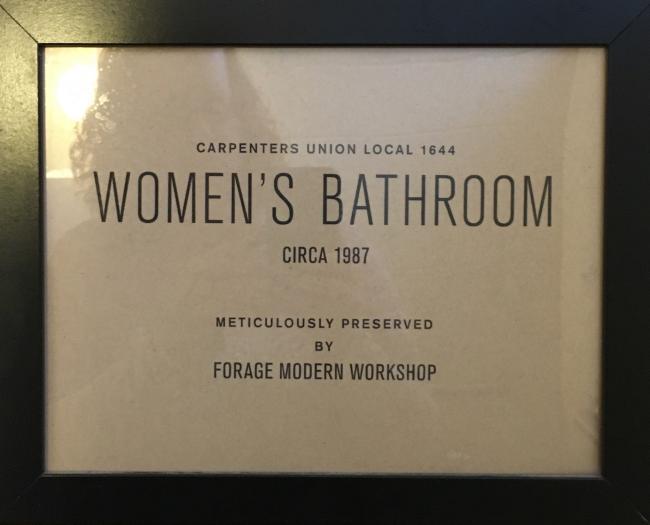 CARPENTERS UNION LOCAL 1644
WOMEN'S BATHROOM
CIRCA 1987
METICULOUSLY PRESERVED
BY
FORAGE MODERN WORKSHOP